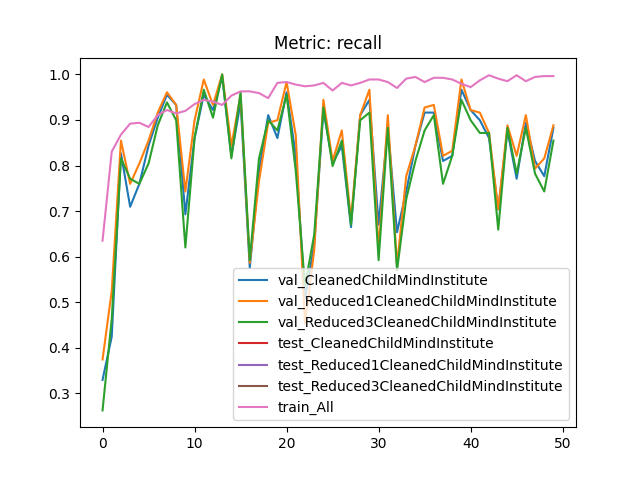 Metric: recall
1.0
0.9
0.8
0.7
0.6
0.5
0.4
0.3
val_CleanedChildMindInstitute
val_Reduced1CleanedChildMindInstitute
val_Reduced3CleanedChildMindInstitute
test_CleanedChildMindInstitute
test_Reduced1CleanedChildMindInstitute
test_Reduced3CleanedChildMindInstitute
train_All
0 10 20 30 40 50